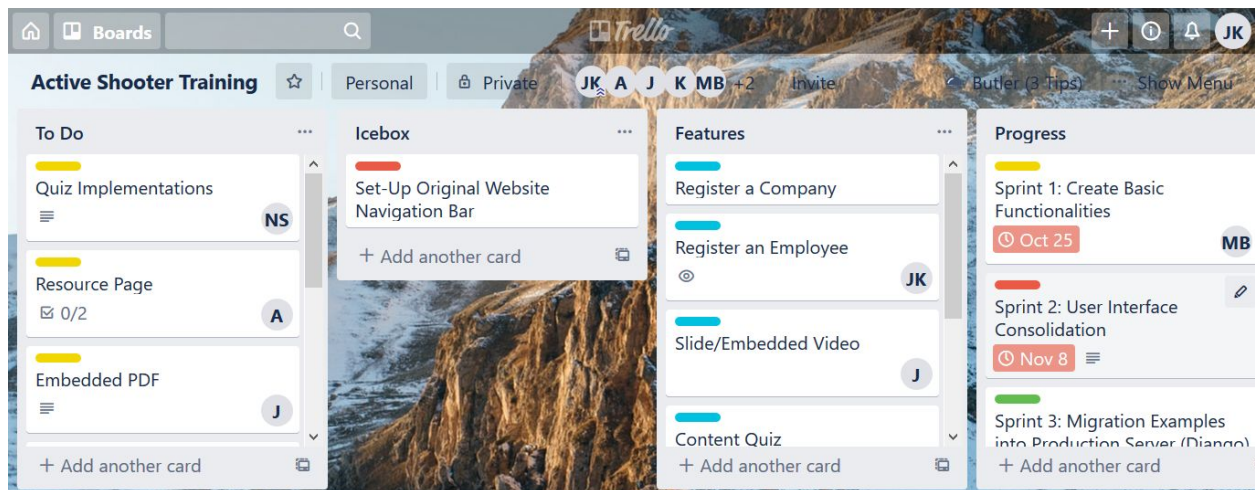 Boards
Trello
JK
Active Shooter Training
Personal
Private
JK A J K MB +2
Invite
Butler (3 Tips)
... Show Menu
To Do ...
Quiz Implementations
NS
Resource Page
0/2
A
Embedded PDF
J
+ Add another card
Icebox ...
Set-Up Original Website
Navigation Bar
+ Add another card
Features ...
Register a Company
Register an Employee
JK
Slide/Embedded Video
J
Content Quiz
+ Add another card
Progress
Sprint 1: Create Basic
Functionalities
Oct 25
MB
Sprint 2: User Interface
Consolidation
Nov 8
Sprint 3: Migration Examples
into Production Server (Django)
+ Add another card